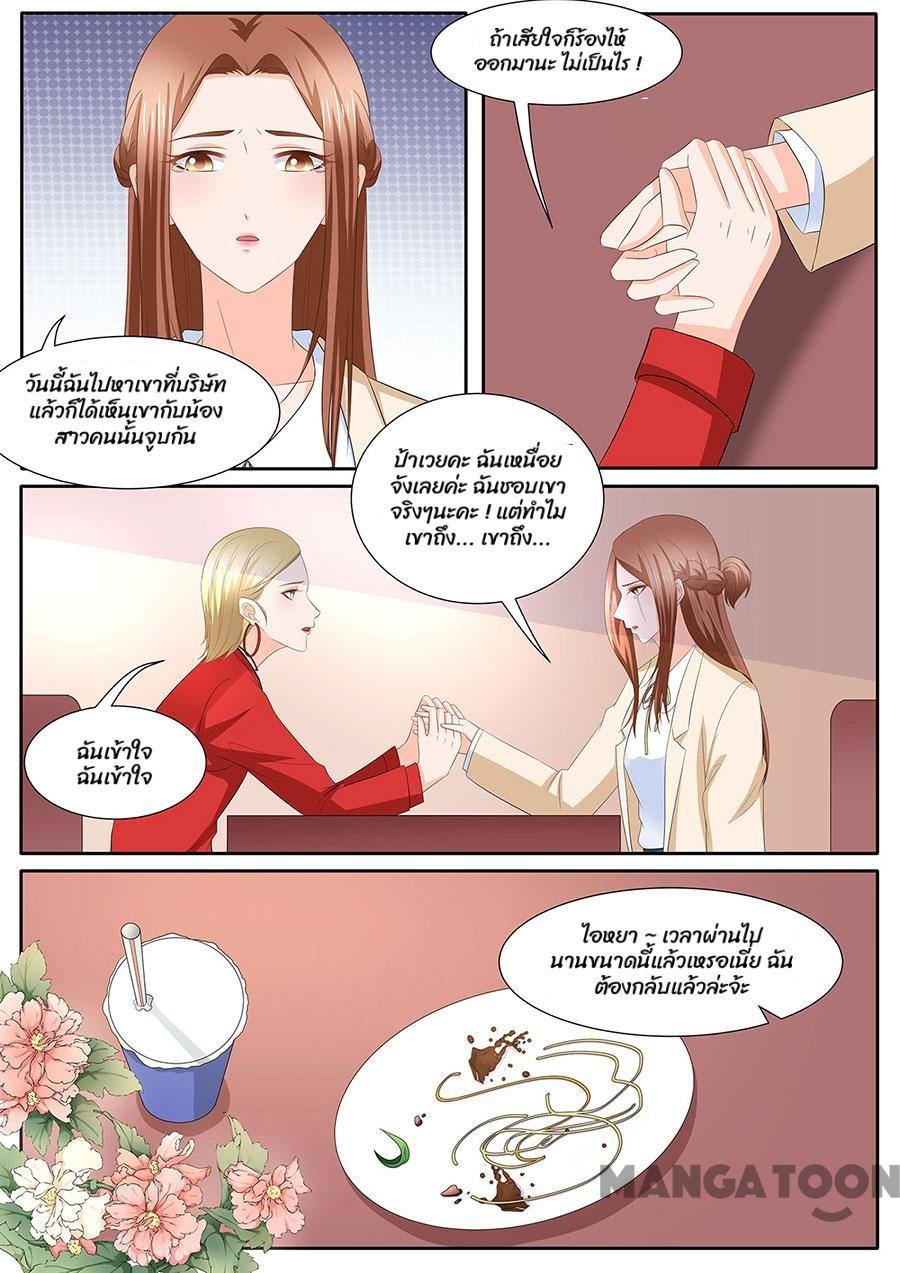 ถ้าเสียใจก็ร้องไห้
ออกมานะ ไม่เป็นไร !
วันนี้ฉันไปหาเขาที่บริษัท
แล้วก็ได้เห็นเขากับน้อง
สาวคนนั้นจูบกัน
ป้าเวยคะ ฉันเหนื่อย
จังเลยค่ะ ฉันชอบเขา
จริงๆนะคะ ! แต่ทำไม
เขาถึง... เขาถึง...
ฉันเข้าใจ
ฉันเข้าใจ
ไอหยา ~ เวลาผ่านไป
นานขนาดนี้แล้วเหรอเนี่ย ฉัน
ต้องกลับแล้วล่ะจ้ะ
MANGATOON